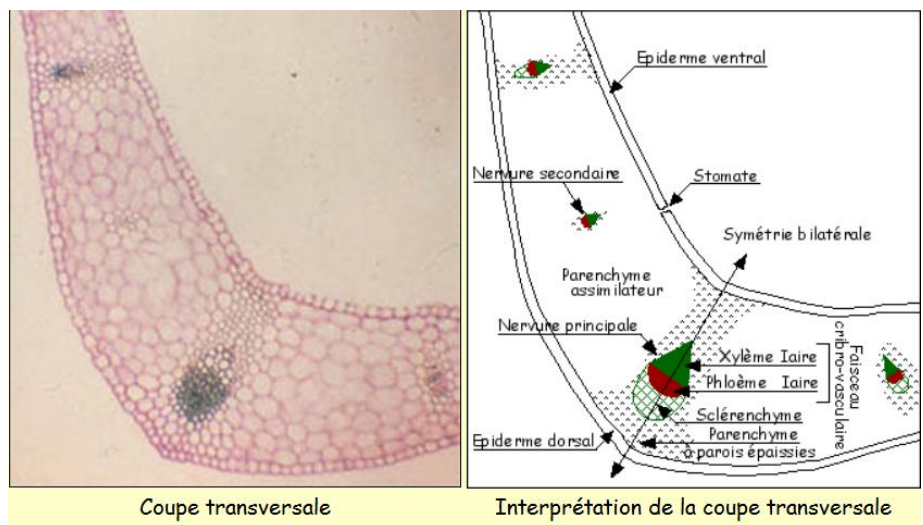 Epiderme ventral
Nervure secondaire
Stomate
Symétrie bilatérale
Parenchyme
assimilateur
Nervure principale
Xylème Iaire
Phloème Iaire
Faisceau
cribro-vasculaire
Sclérenchyme
Epiderme dorsal
Parenchyme
à parois épaissies
Coupe transversale
Interprétation de la coupe transversale